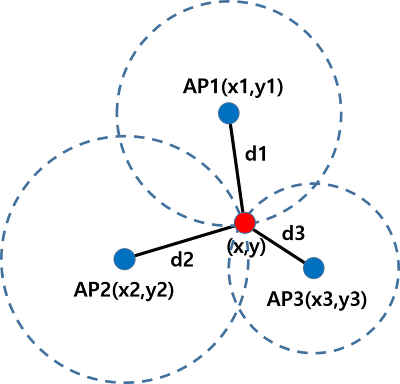 AP1(x1,y1)
d1
(x,y)
d3
d2
AP2(x2,y2)
AP3(x3,y3)